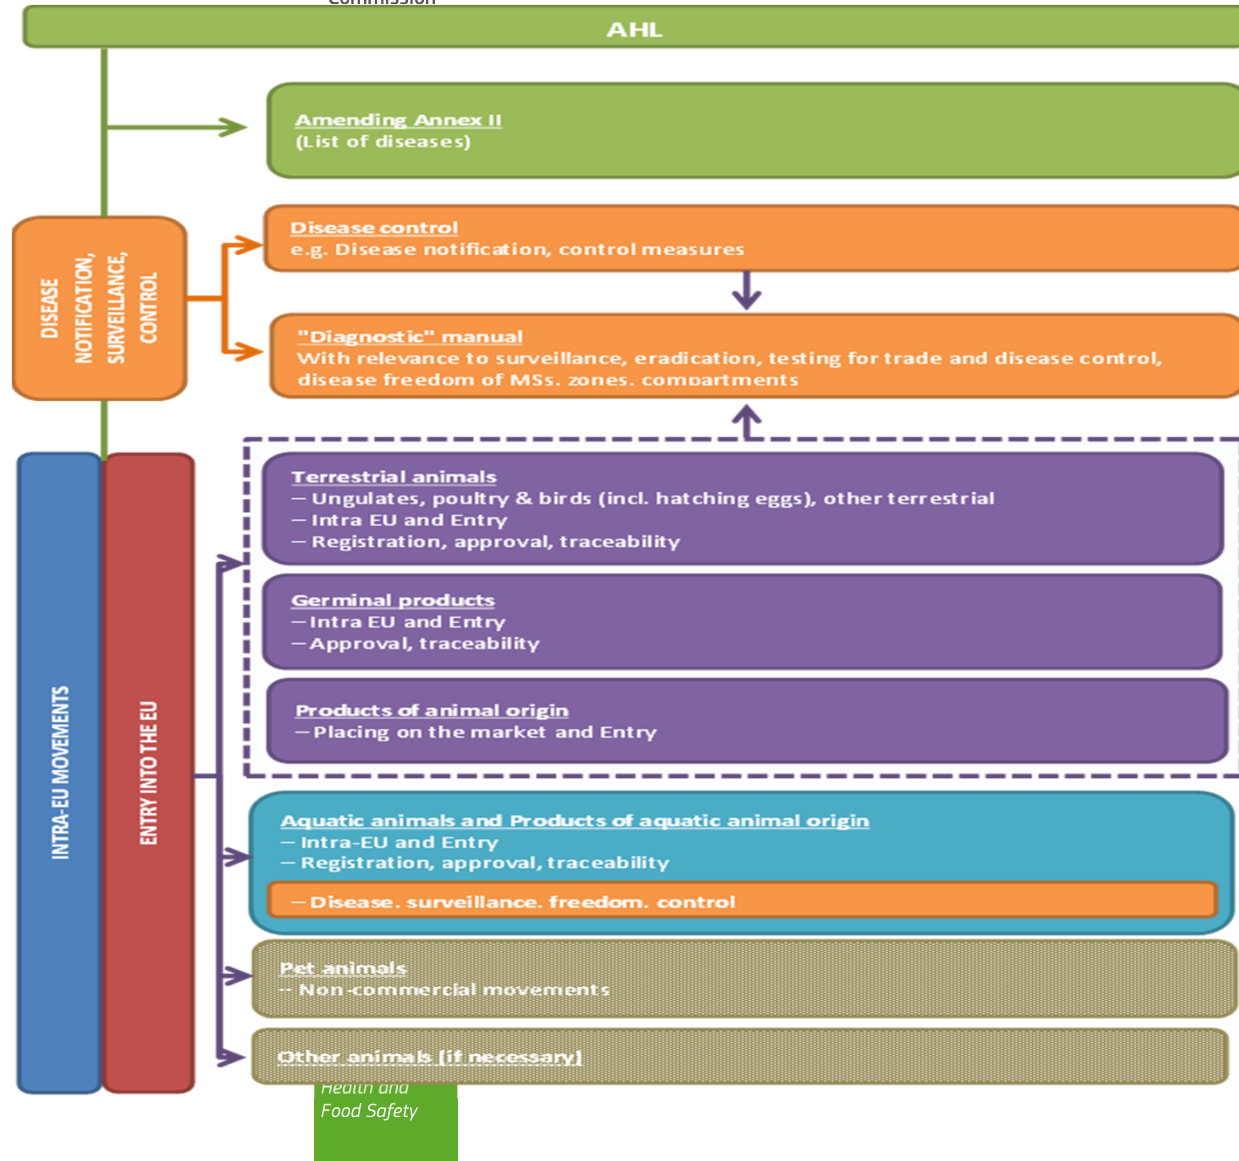 Commission
AHL
Amending Annex II
(List of diseases)
DISEASE
NOTIFICATION,
SURVEILLANCE,
CONTROL
Disease control
e.g. Disease notification, control measures
"Diagnostic" manual
With relevance to surveillance, eradication, testing for trade and disease control,
disease freedom of MSs. zones. compartments
INTRA-EU MOVEMENTS
ENTRY INTO THE EU
Terrestrial animals
– Ungulates, poultry & birds (incl. hatching eggs), other terrestrial
– Intra EU and Entry
– Registration, approval, traceability
Germinal products
– Intra EU and Entry
– Approval, traceability
Products of animal origin
– Placing on the market and Entry
Aquatic animals and Products of aquatic animal origin
– Intra-EU and Entry
– Registration, approval, traceability
– Disease. surveillance. freedom. control
Pet animals
-- Non-commercial movements
Other animals (if necessary)
Health and
Food Safety